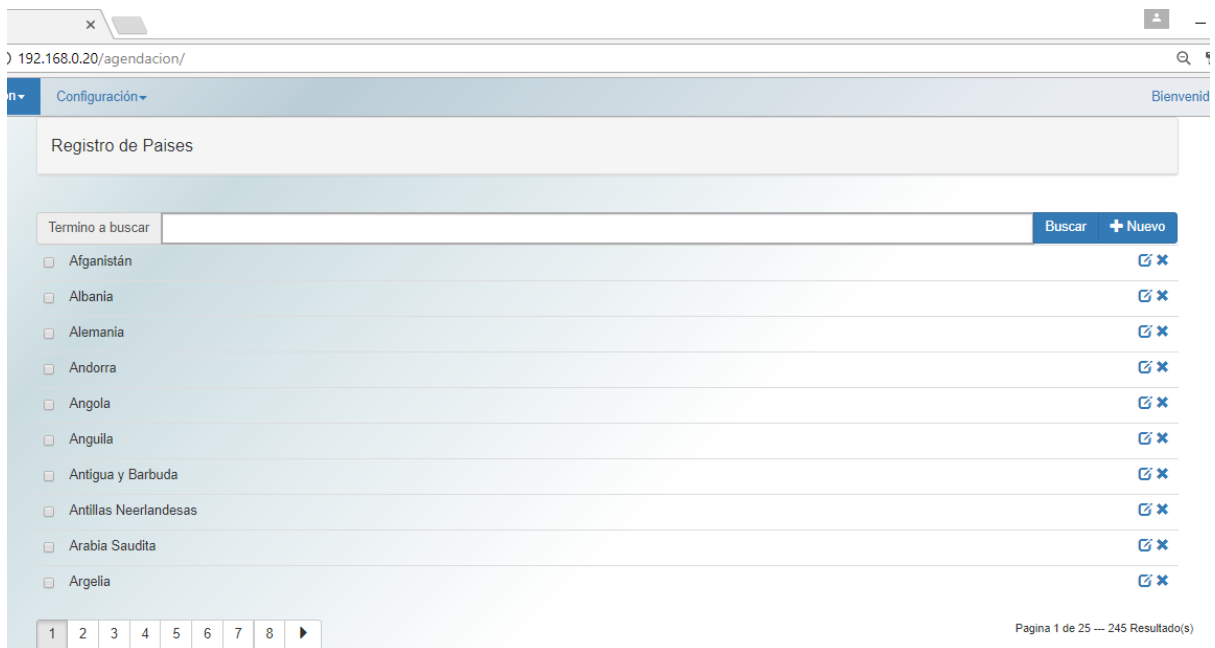 192.168.0.20/agendacion/
Configuración
Registro de Paises
Termino a buscar Buscar Nuevo
Afganistán
Albania
Alemania
Andorra
Angola
Anguila
Antigua y Barbuda
Antillas Neerlandesas
Arabia Saudita
Argelia
1 2 3 4 5 6 7 8
Pagina 1 de 25 --- 245 Resultado(s)